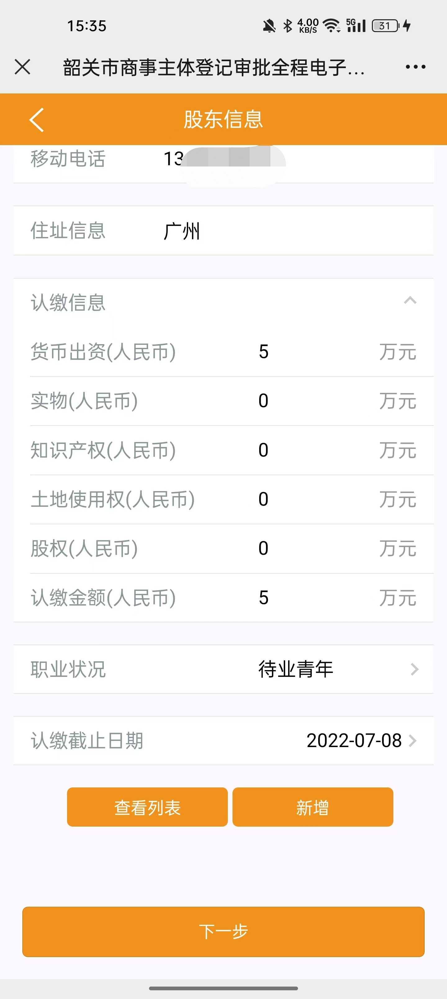 15:35
4.00
KB/S
5G
31
韶关市商事主体登记审批全程电子...
股东信息
移动电话 13
住址信息 广州
认缴信息
货币出资(人民币) 5 万元
实物(人民币) 0 万元
知识产权(人民币) 0 万元
土地使用权(人民币) 0 万元
股权(人民币) 0 万元
认缴金额(人民币) 5 万元
职业状况 待业青年
认缴截止日期 2022-07-08
查看列表 新增
下一步